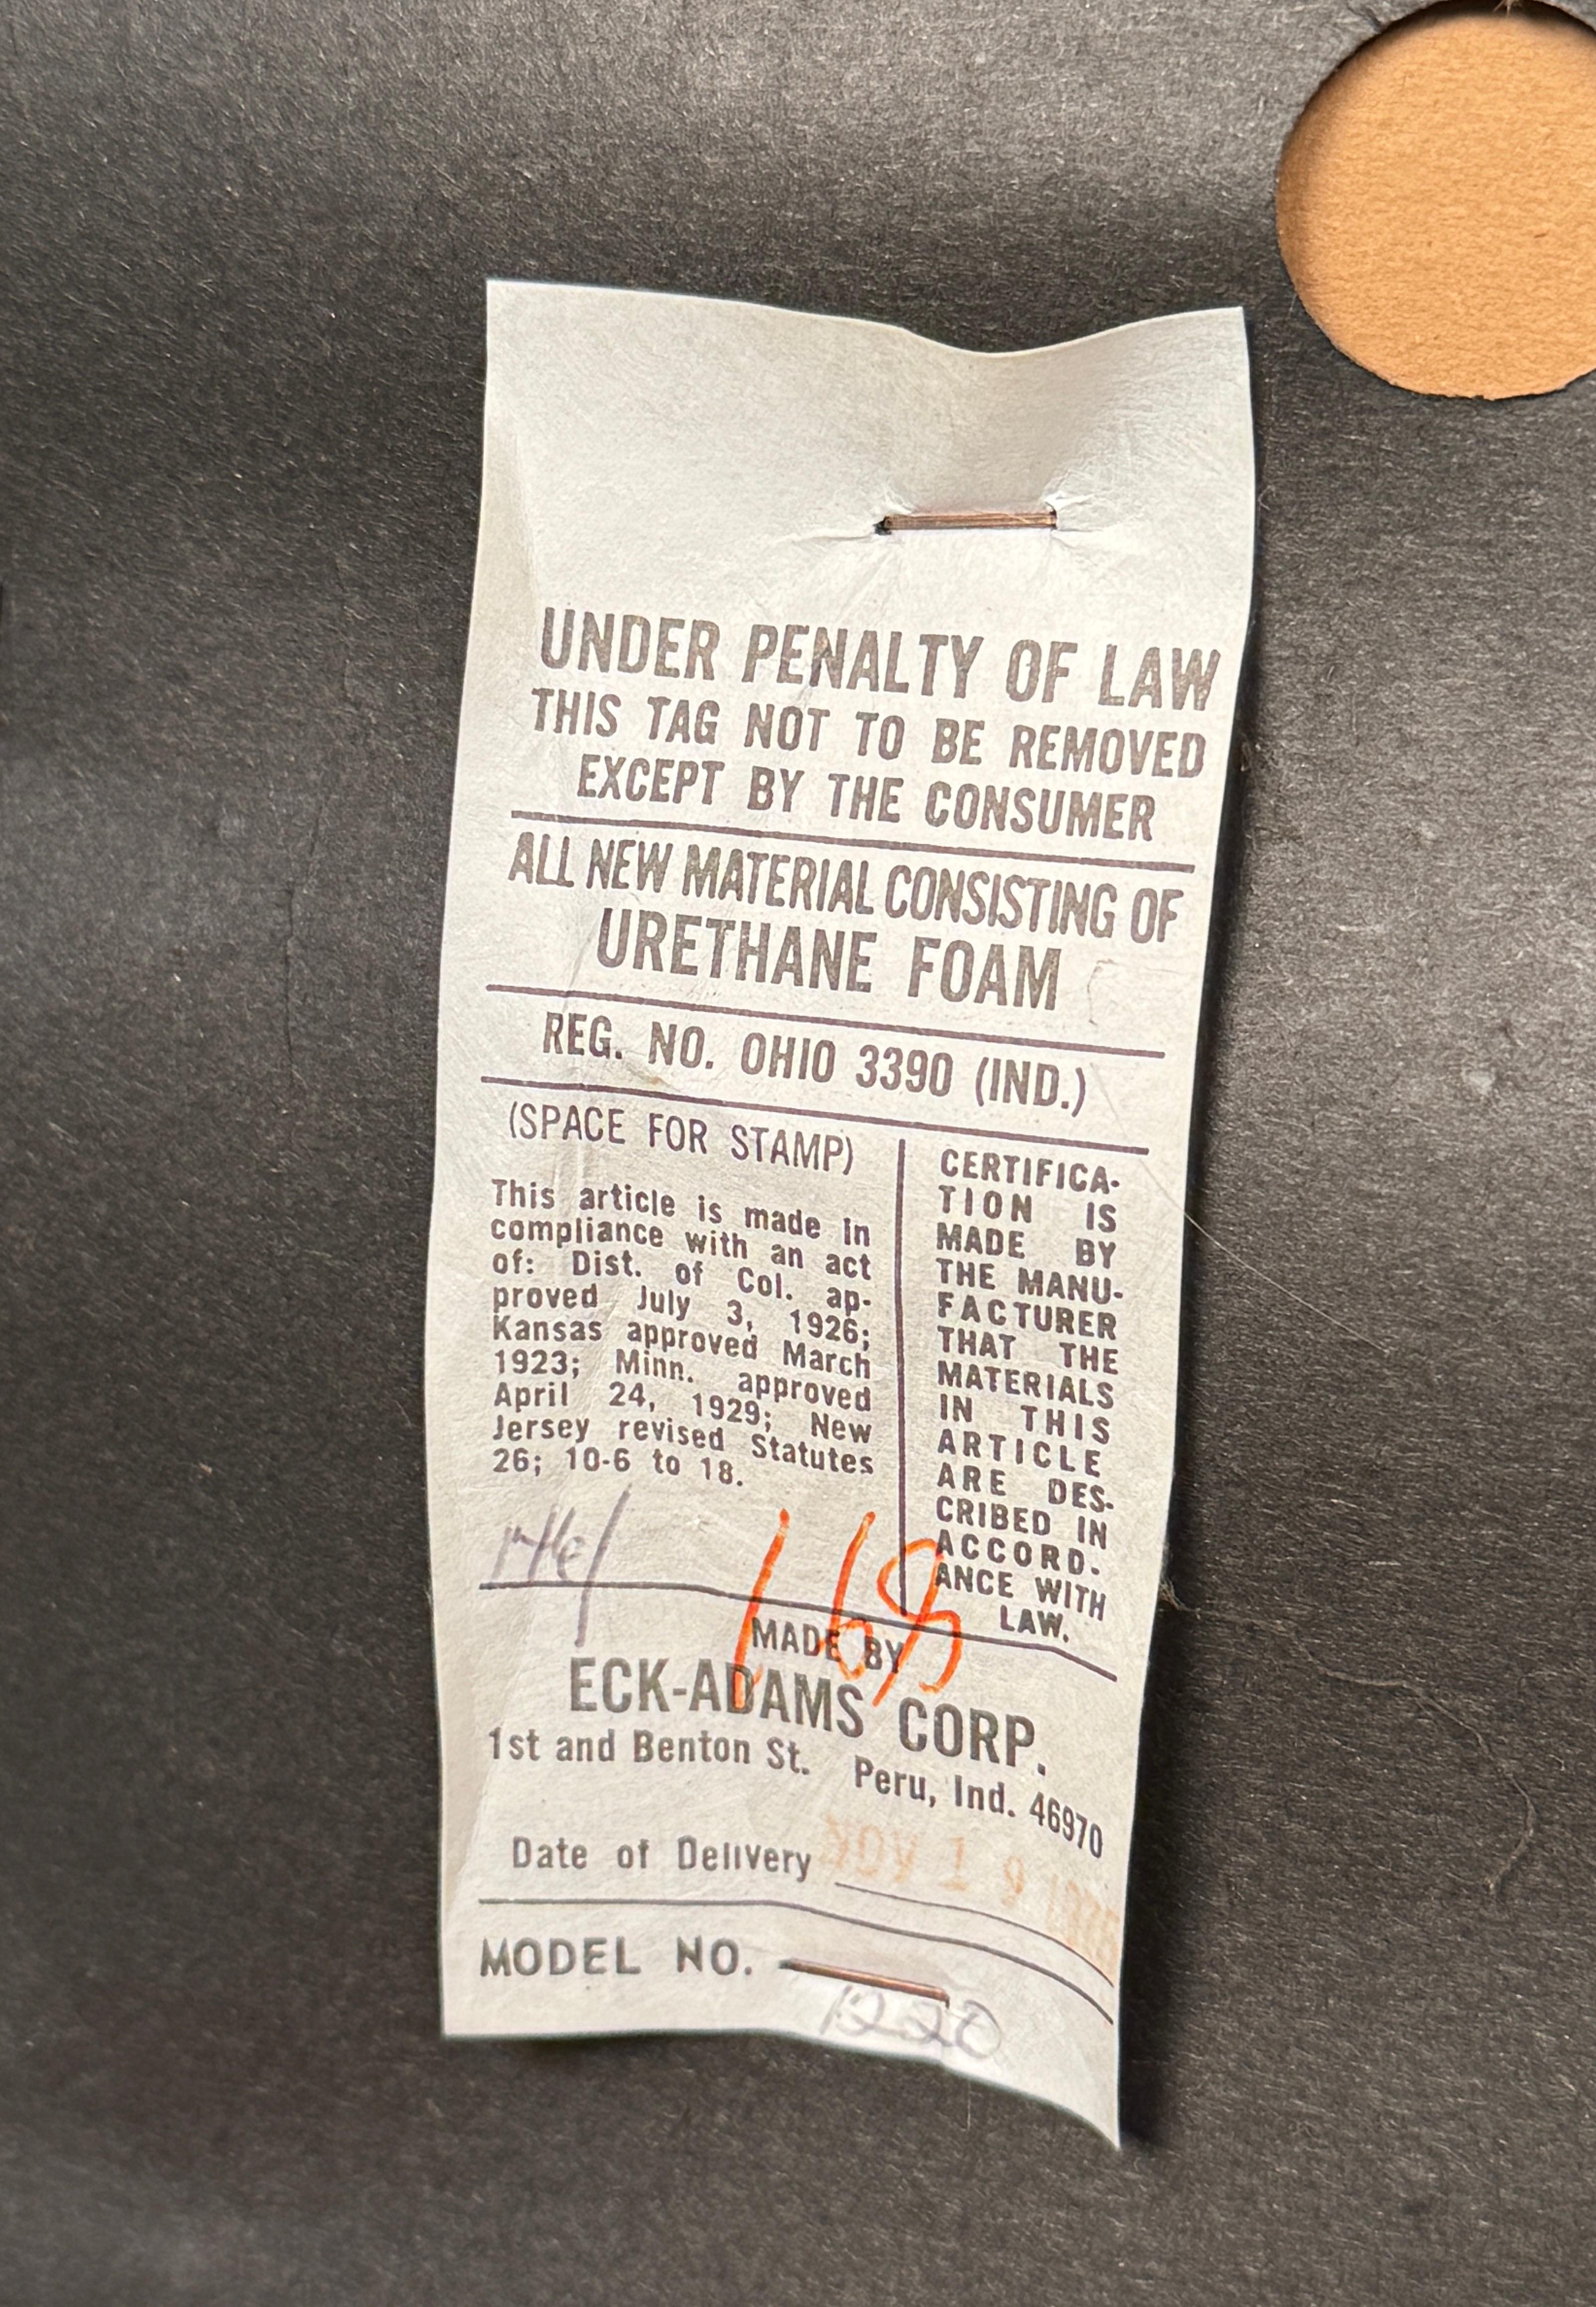 UNDER PENALTY OF LAW
THIS TAG NOT TO BE REMOVED
EXCEPT BY THE CONSUMER
ALL NEW MATERIAL CONSISTING OF
URETHANE FOAM
REG. NO. OHIO 3390 (IND.)
(SPACE FOR STAMP)
This article is made in
compliance with an act
of: Dist. of Col. ap-
proved July 3, 1926;
Kansas approved March
1923; Minn. approved
April 24, 1929; New
Jersey revised Statutes
26; 10-6 to 18.
CERTIFICA-
TION IS
MADE BY
THE MANU-
FACTURER
THAT THE
MATERIALS
IN THIS
ARTICLE
ARE DES-
CRIBED IN
ACCORD-
ANCE WITH
LAW.
MADE BY
ECK-ADAMS CORP.
1st and Benton St. Peru, Ind. 46970
Date of Delivery NOV 19
MODEL NO.
1220